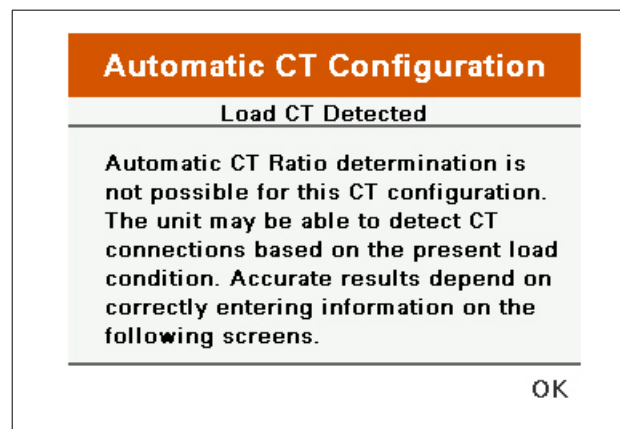 Automatic CT Configuration
Load CT Detected
Automatic CT Ratio determination is
not possible for this CT configuration.
The unit may be able to detect CT
connections based on the present load
condition. Accurate results depend on
correctly entering information on the
following screens.
OK